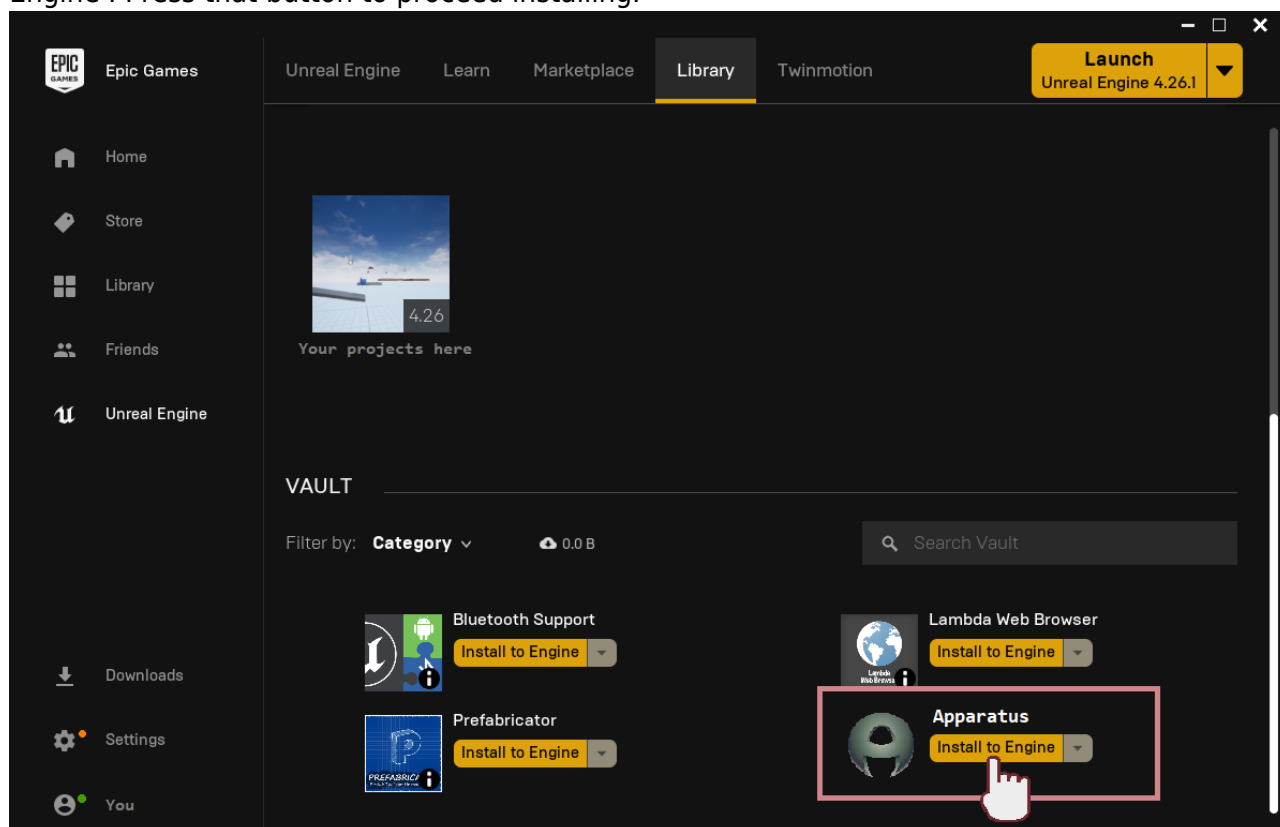 Engine . Press that button to proceed installing.
EPIC
GAMES
Epic Games
Unreal Engine
Learn
Marketplace
Library
Twinmotion
Launch
Unreal Engine 4.26.1
Home
Store
Library
Friends
Unreal Engine
4.26
Your projects here
VAULT
Filter by: Category
0.0 B
Search Vault
Bluetooth Support
Install to Engine
Lambda Web Browser
Install to Engine
Lambda
Prefabricator
Install to Engine
Apparatus
Install to Engine
Downloads
Settings
You